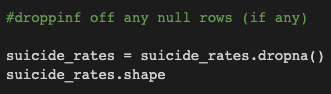 #droppinf off any null rows (if any)
suicide_rates = suicide_rates.dropna()
suicide_rates.shape